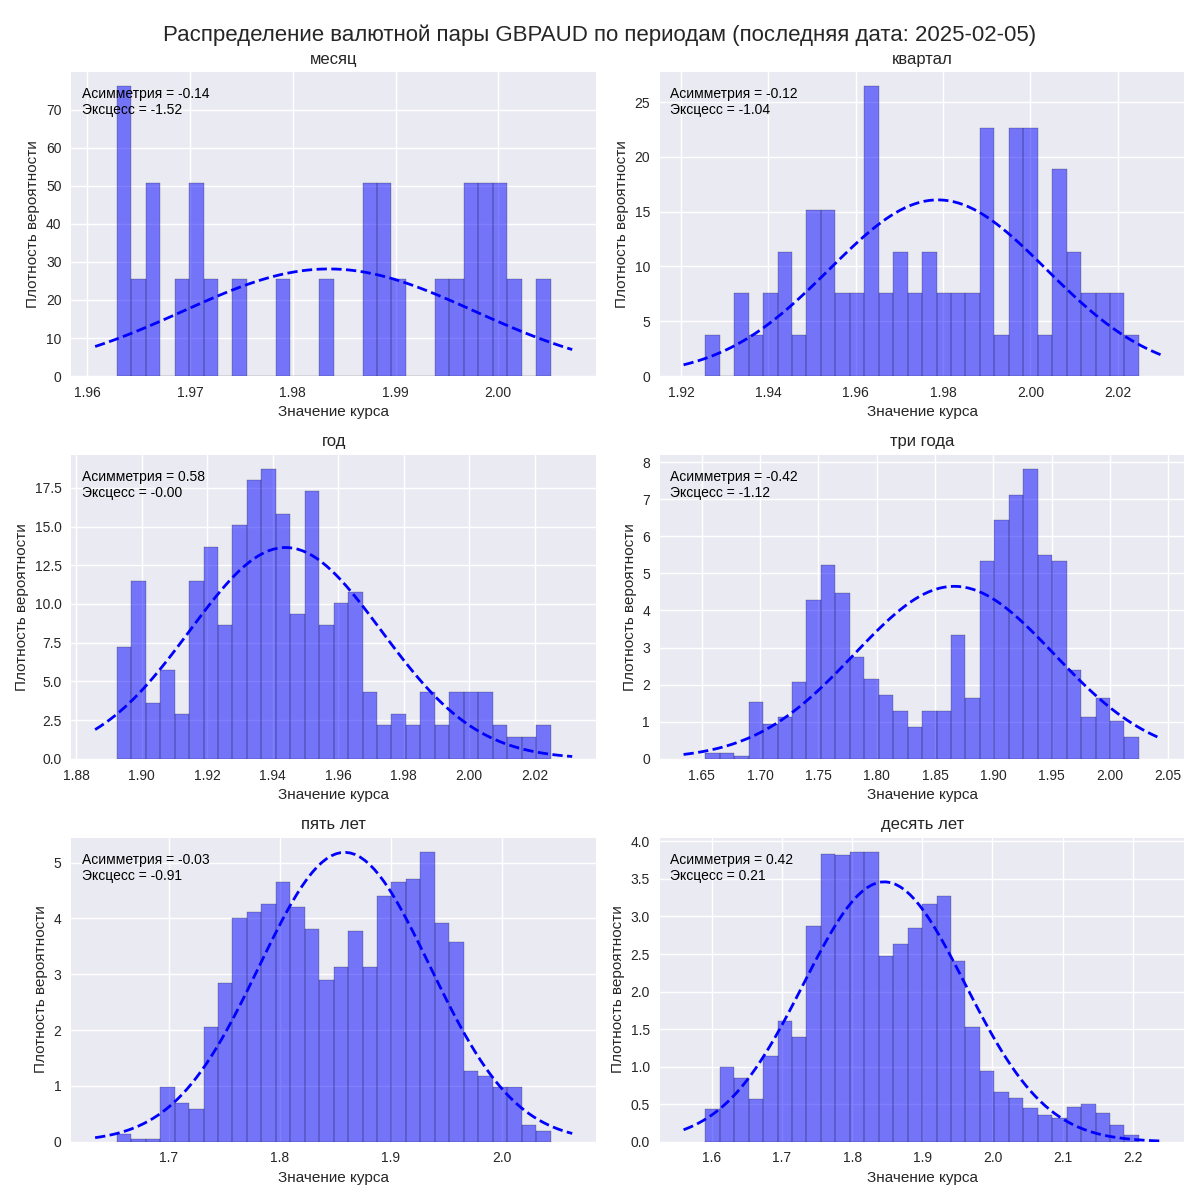 Распределение валютной пары GBPAUD по периодам (последняя дата: 2025-02-05)
месяц
Асимметрия = -0.14
Эксцесс = -1.52
Плотность вероятности
70
60
50
40
30
20
10
0
1.96 1.97 1.98 1.99 2.00
Значение курса
квартал
Асимметрия = -0.12
Эксцесс = -1.04
Плотность вероятности
25
20
15
10
5
0
1.92 1.94 1.96 1.98 2.00 2.02
Значение курса
год
Асимметрия = 0.58
Эксцесс = -0.00
Плотность вероятности
17.5
15.0
12.5
10.0
7.5
5.0
2.5
0.0
1.88 1.90 1.92 1.94 1.96 1.98 2.00 2.02
Значение курса
три года
Асимметрия = -0.42
Эксцесс = -1.12
Плотность вероятности
8
7
6
5
4
3
2
1
0
1.65 1.70 1.75 1.80 1.85 1.90 1.95 2.00 2.05
Значение курса
пять лет
Асимметрия = -0.03
Эксцесс = -0.91
Плотность вероятности
5
4
3
2
1
0
1.7 1.8 1.9 2.0
Значение курса
десять лет
Асимметрия = 0.42
Эксцесс = 0.21
Плотность вероятности
4.0
3.5
3.0
2.5
2.0
1.5
1.0
0.5
0.0
1.6 1.7 1.8 1.9 2.0 2.1 2.2
Значение курса